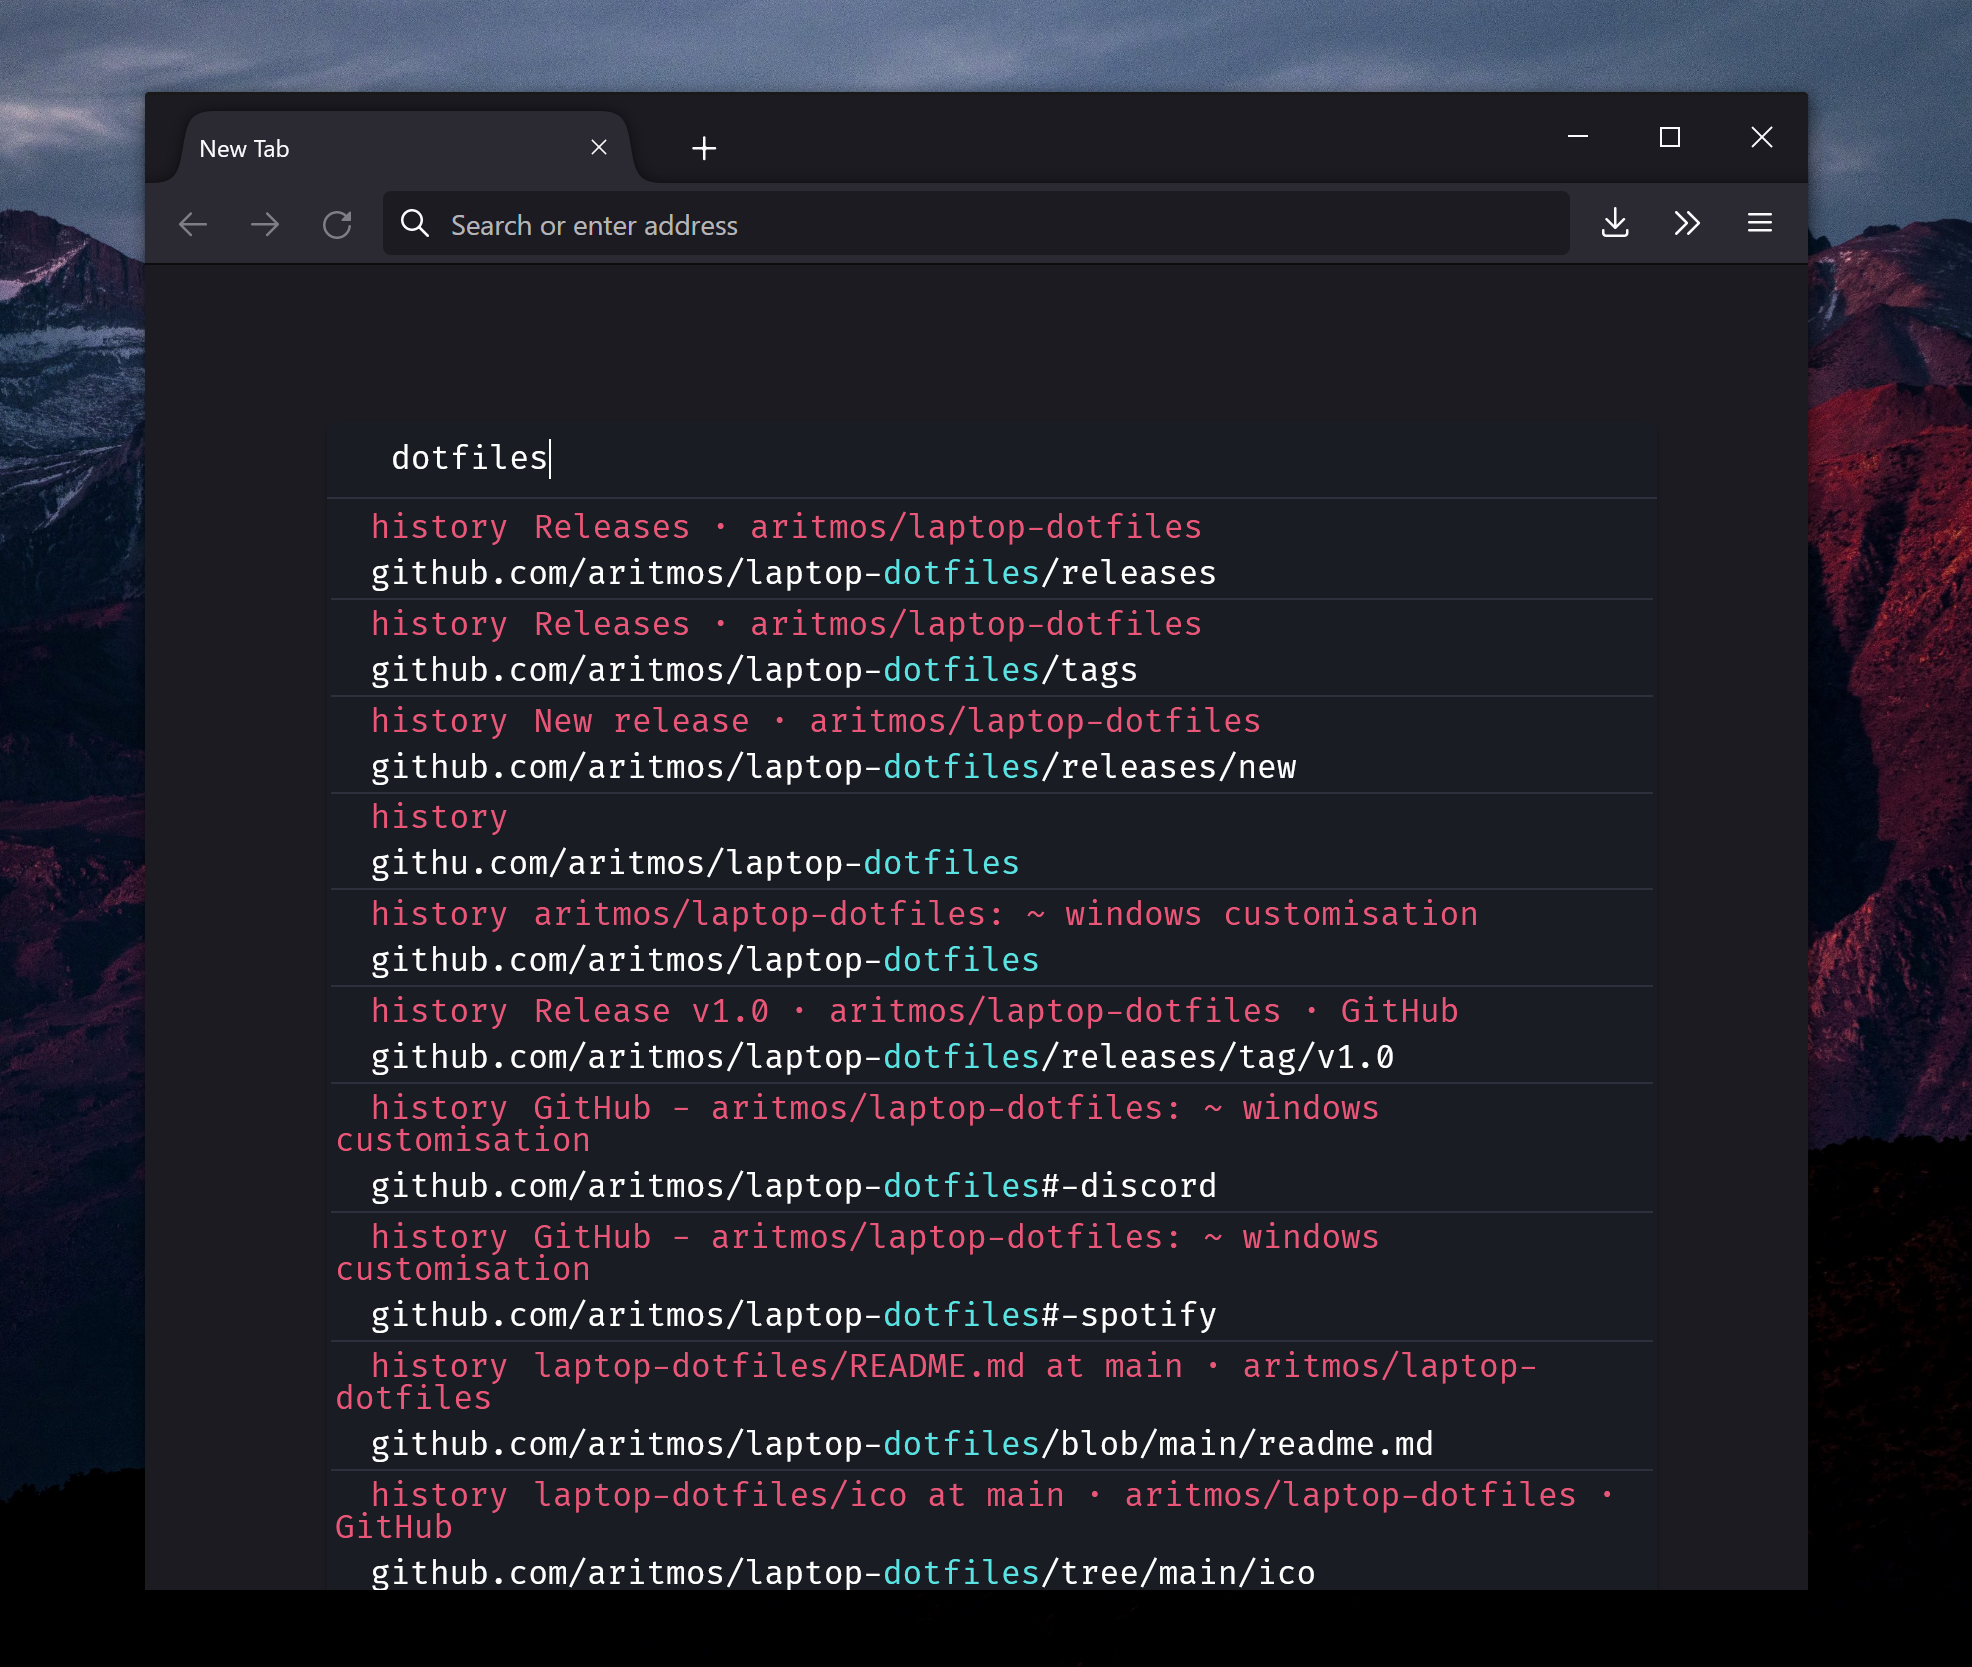 New Tab
Search or enter address
dotfiles
history Releases · aritmos/laptop-dotfiles
github.com/aritmos/laptop-dotfiles/releases
history Releases · aritmos/laptop-dotfiles
github.com/aritmos/laptop-dotfiles/tags
history New release · aritmos/laptop-dotfiles
github.com/aritmos/laptop-dotfiles/releases/new
history
githu.com/aritmos/laptop-dotfiles
history aritmos/laptop-dotfiles: ~ windows customisation
github.com/aritmos/laptop-dotfiles
history Release v1.0 · aritmos/laptop-dotfiles · GitHub
github.com/aritmos/laptop-dotfiles/releases/tag/v1.0
history GitHub - aritmos/laptop-dotfiles: ~ windows
customisation
github.com/aritmos/laptop-dotfiles#-discord
history GitHub - aritmos/laptop-dotfiles: ~ windows
customisation
github.com/aritmos/laptop-dotfiles#-spotify
history laptop-dotfiles/README.md at main · aritmos/laptop-
dotfiles
github.com/aritmos/laptop-dotfiles/blob/main/readme.md
history laptop-dotfiles/ico at main · aritmos/laptop-dotfiles ·
GitHub
github.com/aritmos/laptop-dotfiles/tree/main/ico